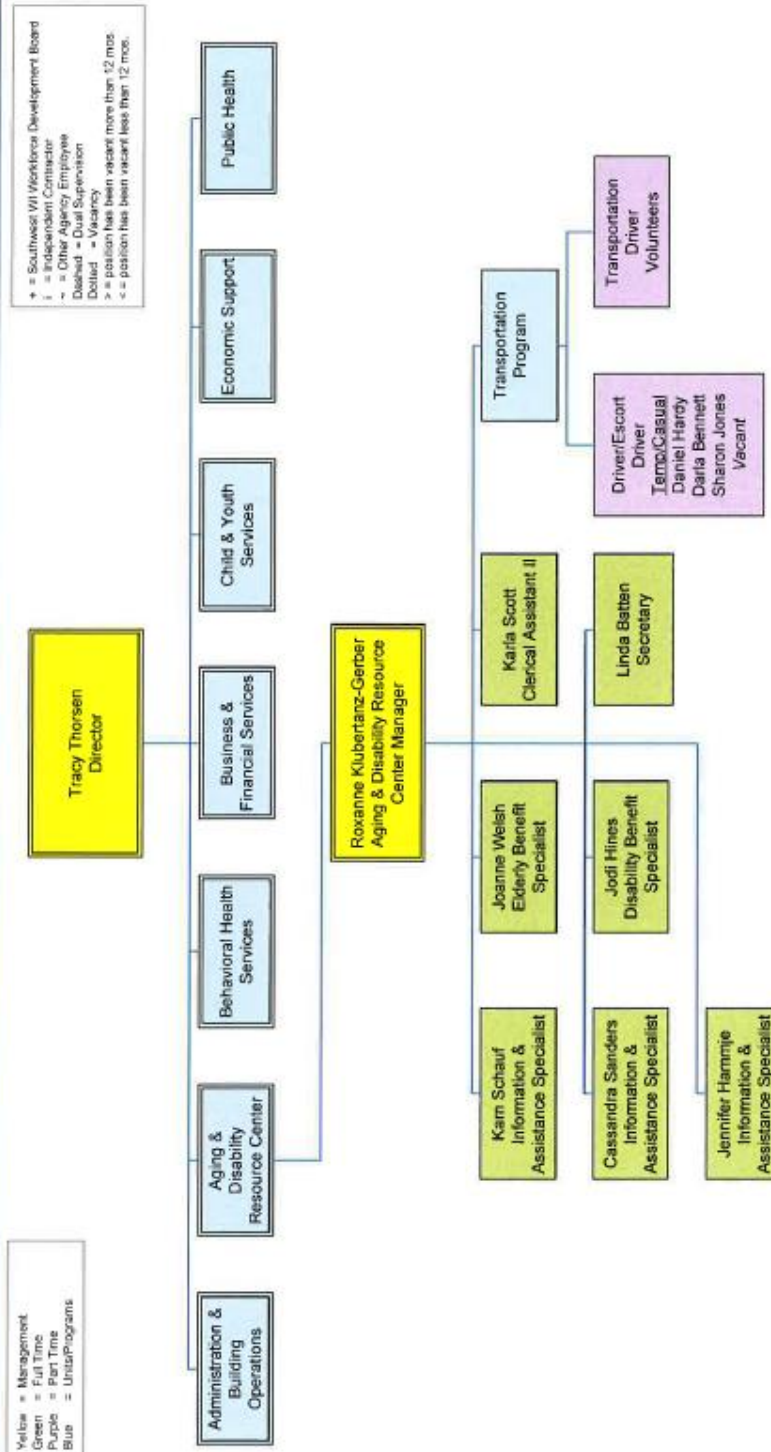 Yellow = Management
Green = Full Time
Purple = Part Time
Blue = Units/Programs
+ = Southwest WI Workforce Development Board
i = Independent Contractor
~ = Other Agency Employee
Dashed = Dual Supervision
Dotted = Vacancy
> = position has been vacant more than 12 mos.
< = position has been vacant less than 12 mos.
Tracy Thorsen
Director
Administration &
Building
Operations
Aging &
Disability
Resource Center
Behavioral Health
Services
Business &
Financial Services
Child & Youth
Services
Economic Support
Public Health
Roxanne Klubertanz-Gerber
Aging & Disability Resource
Center Manager
Karn Schauf
Information &
Assistance Specialist
Joanne Welsh
Elderly Benefit
Specialist
Karla Scott
Clerical Assistant II
Transportation
Program
Cassandra Sanders
Information &
Assistance Specialist
Jodi Hines
Disability Benefit
Specialist
Linda Batten
Secretary
Driver/Escort
Driver
Temp/Casual
Daniel Hardy
Darla Bennett
Sharon Jones
Vacant
Transportation
Driver
Volunteers
Jennifer Hammje
Information &
Assistance Specialist